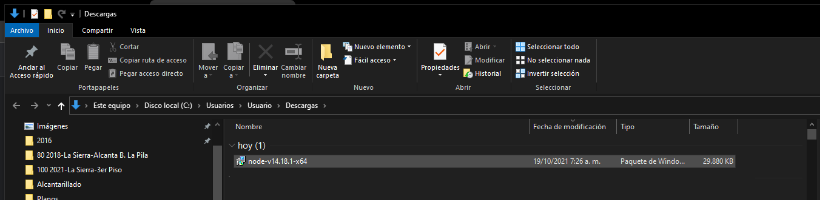 Descargas
Archivo Inicio Compartir Vista
Andar al Acceso rápido
Copiar
Pegar
Cortar
Copiar ruta de acceso
Pegar acceso directo
Portapapeles
Mover a
Copiar a
Eliminar
Cambiar nombre
Organizar
Nueva carpeta
Nuevo elemento
Fácil acceso
Nuevo
Propiedades
Abrir
Modificar
Historial
Abrir
Seleccionar todo
No seleccionar nada
Invertir selección
Seleccionar
Este equipo > Disco local (C:) > Usuarios > Usuario > Descargas >
Imágenes
2016
80 2018-La Sierra-Alcanta B. La Pila
100 2021-La Sierra-3er Piso
Alcantarillado
Planos
Nombre Fecha de modificación Tipo Tamaño
hoy (1)
node-v14.18.1-x64 19/10/2021 7:26 a. m. Paquete de Windo... 29.880 KB